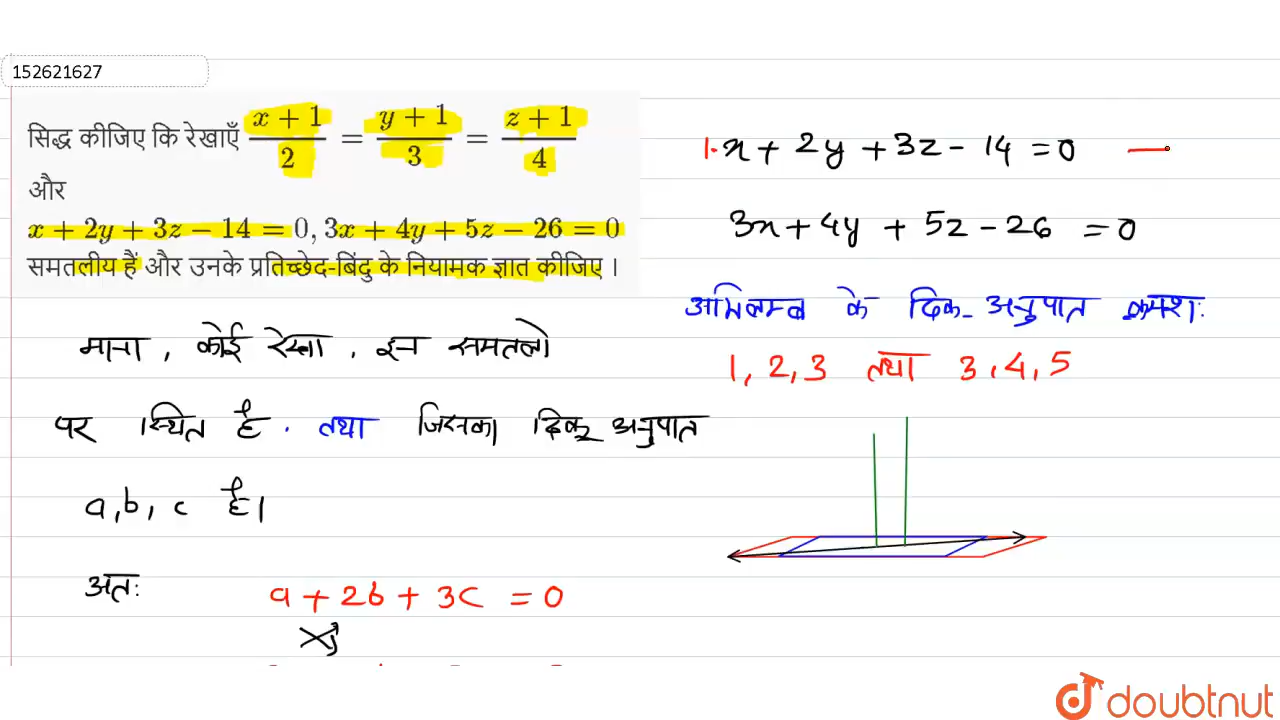 152621627
सिद्ध कीजिए कि रेखाएँ (x + 1)/2 = (y + 1)/3 = (z + 1)/4
और
x + 2y + 3z − 14 = 0, 3x + 4y + 5z − 26 = 0
समतलीय हैं और उनके प्रतिच्छेद-बिंदु के नियामक ज्ञात कीजिए ।
माना, कोई रेखा, इन समतलो
पर स्थित है. तथा जिसका दिक् अनुपात
a, b, c है।
अतः a + 2b + 3c = 0
1.x + 2y + 3z - 14 = 0 —
3x + 4y + 5z - 26 = 0
अभिलम्ब के दिक-अनुपात क्रमशः
1, 2, 3 तथा 3, 4, 5
doubtnut